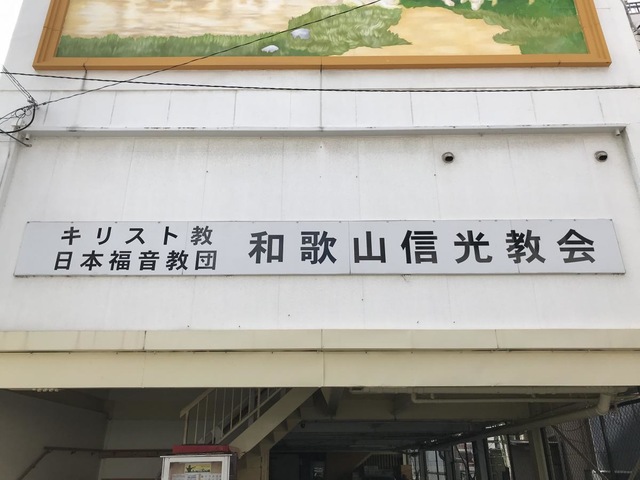 キリスト教
日本福音教団
和歌山信光教会